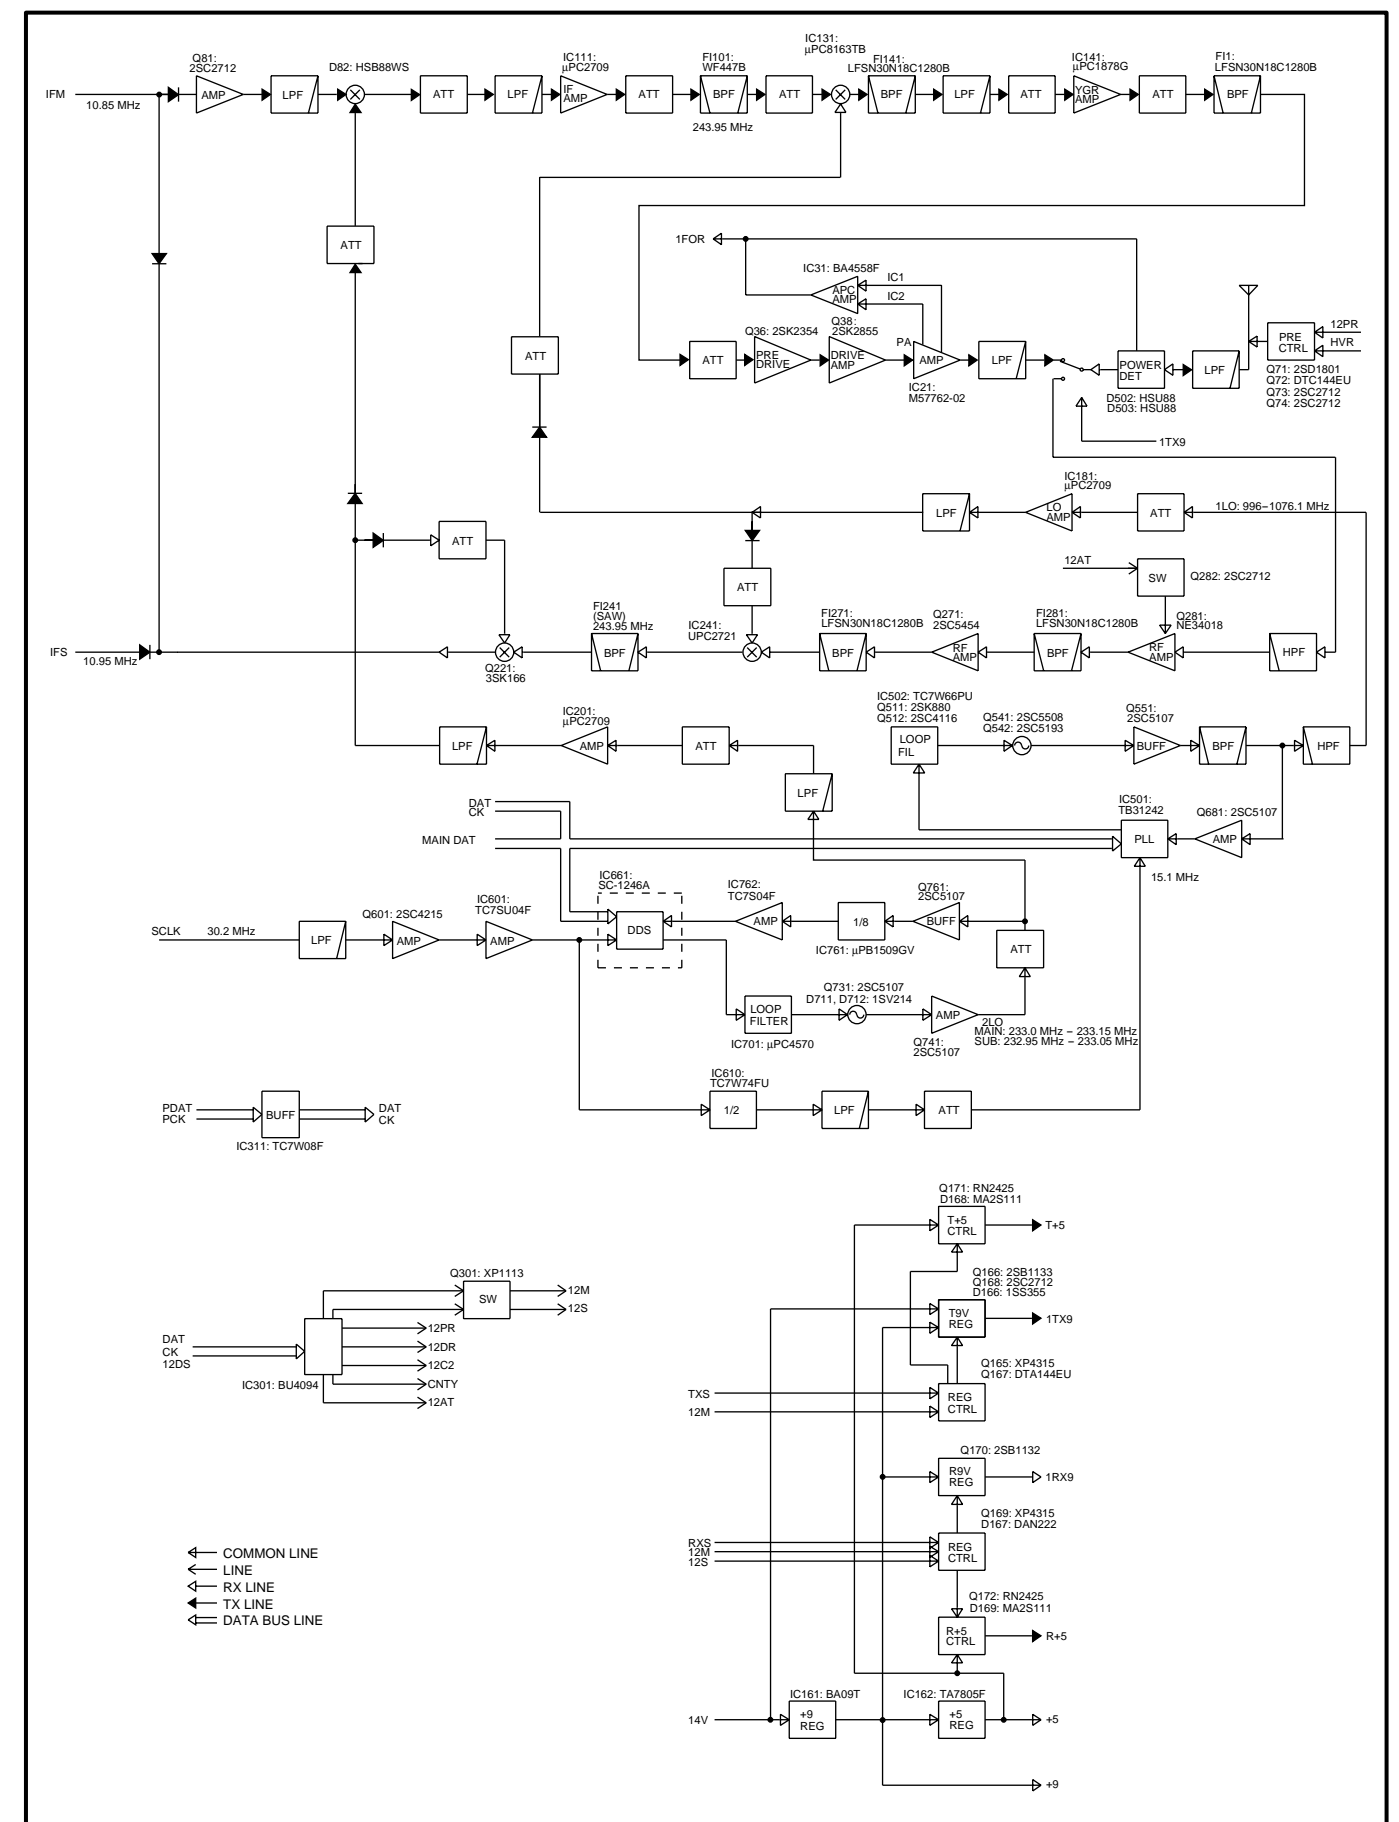 IFM
10.85 MHz
Q81:
2SC2712
AMP
LPF
D82: HSB88WS
ATT
LPF
IC111:
µPC2709
IF
AMP
ATT
FI101:
WF447B
BPF
243.95 MHz
ATT
IC131:
µPC8163TB
FI141:
LFSN30N18C1280B
BPF
LPF
ATT
IC141:
µPC1878G
YGR
AMP
ATT
FI1:
LFSN30N18C1280B
BPF
ATT
1FOR
IC31: BA4558F
APC
AMP
IC1
IC2
ATT
ATT
Q36: 2SK2354
PRE
DRIVE
Q38:
2SK2855
DRIVE
AMP
PA
AMP
IC21:
M57762-02
LPF
POWER
DET
D502: HSU88
D503: HSU88
LPF
PRE
CTRL
12PR
HVR
Q71: 2SD1801
Q72: DTC144EU
Q73: 2SC2712
Q74: 2SC2712
1TX9
LPF
IC181:
µPC2709
LO
AMP
ATT
1LO: 996–1076.1 MHz
ATT
ATT
12AT
SW
Q282: 2SC2712
IFS
10.95 MHz
Q221:
3SK166
FI241
(SAW)
243.95 MHz
BPF
IC241:
UPC2721
FI271:
LFSN30N18C1280B
BPF
Q271:
2SC5454
RF
AMP
FI281:
LFSN30N18C1280B
BPF
Q281:
NE34018
RF
AMP
HPF
LPF
IC201:
µPC2709
AMP
ATT
LPF
IC502: TC7W66PU
Q511: 2SK880
Q512: 2SC4116
LOOP
FIL
Q541: 2SC5508
Q542: 2SC5193
Q551:
2SC5107
BUFF
BPF
HPF
DAT
CK
MAIN DAT
IC501:
TB31242
PLL
Q681: 2SC5107
AMP
15.1 MHz
SCLK
30.2 MHz
LPF
Q601: 2SC4215
AMP
IC601:
TC7SU04F
AMP
IC661:
SC-1246A
DDS
IC762:
TC7S04F
AMP
1/8
IC761: µPB1509GV
Q761:
2SC5107
BUFF
ATT
LOOP
FILTER
IC701: µPC4570
Q731: 2SC5107
D711, D712: 1SV214
AMP
Q741:
2SC5107
2LO
MAIN: 233.0 MHz – 233.15 MHz
SUB: 232.95 MHz – 233.05 MHz
IC610:
TC7W74FU
1/2
LPF
ATT
PDAT
PCK
BUFF
DAT
CK
IC311: TC7W08F
Q171: RN2425
D168: MA2S111
T+5
CTRL
T+5
Q301: XP1113
SW
12M
12S
DAT
CK
12DS
IC301: BU4094
12PR
12DR
12C2
CNTY
12AT
Q166: 2SB1133
Q168: 2SC2712
D166: 1SS355
T9V
REG
1TX9
Q165: XP4315
Q167: DTA144EU
TXS
12M
REG
CTRL
Q170: 2SB1132
R9V
REG
1RX9
Q169: XP4315
D167: DAN222
RXS
12M
12S
REG
CTRL
Q172: RN2425
D169: MA2S111
R+5
CTRL
R+5
COMMON LINE
LINE
RX LINE
TX LINE
DATA BUS LINE
14V
IC161: BA09T
+9
REG
IC162: TA7805F
+5
REG
+5
+9